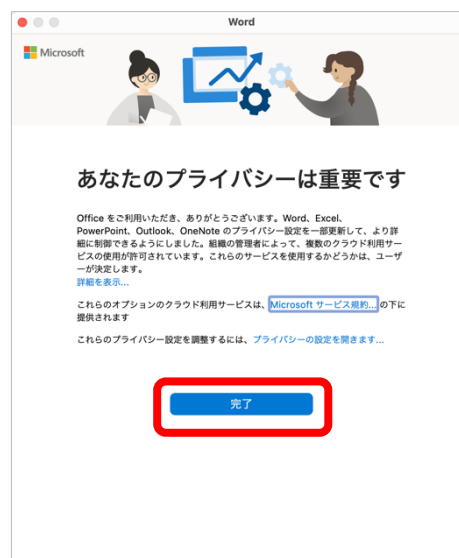 Word
Microsoft
あなたのプライバシーは重要です
Office をご利用いただき、ありがとうございます。Word、Excel、
PowerPoint、Outlook、OneNote のプライバシー設定を一部更新して、より詳
細に制御できるようにしました。組織の管理者によって、複数のクラウド利用サー
ビスの使用が許可されています。これらのサービスを使用するかどうかは、ユーザ
ーが決定します。
詳細を表示...
これらのオプションのクラウド利用サービスは、Microsoft サービス規約... の下に
提供されます
これらのプライバシー設定を調整するには、プライバシーの設定を開きます...
完了